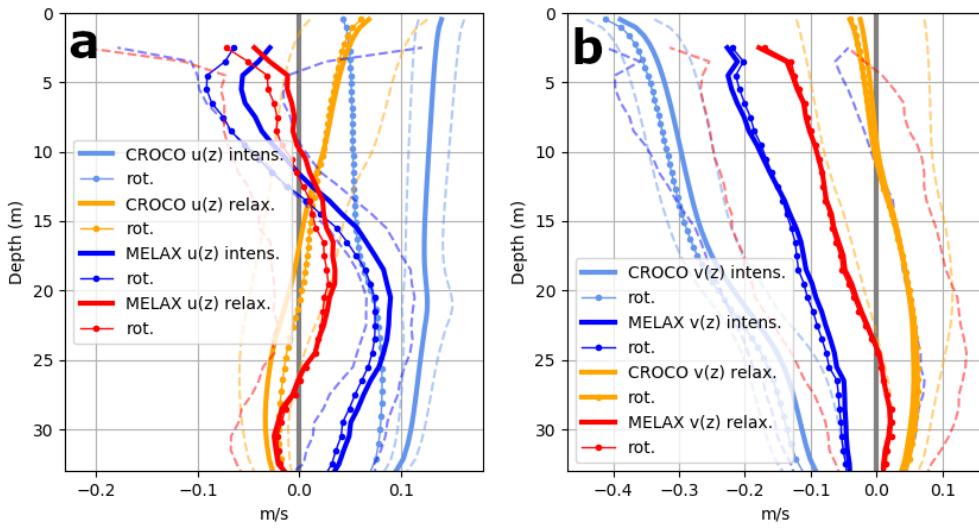 a
0
5
10
15
20
25
30
Depth (m)
CROCO u(z) intens.
rot.
CROCO u(z) relax.
rot.
MELAX u(z) intens.
rot.
MELAX u(z) relax.
rot.
−0.2
−0.1
0.0
0.1
m/s
b
0
5
10
15
20
25
30
Depth (m)
CROCO v(z) intens.
rot.
MELAX v(z) intens.
rot.
CROCO v(z) relax.
rot.
MELAX v(z) relax.
rot.
−0.4
−0.3
−0.2
−0.1
0.0
0.1
m/s